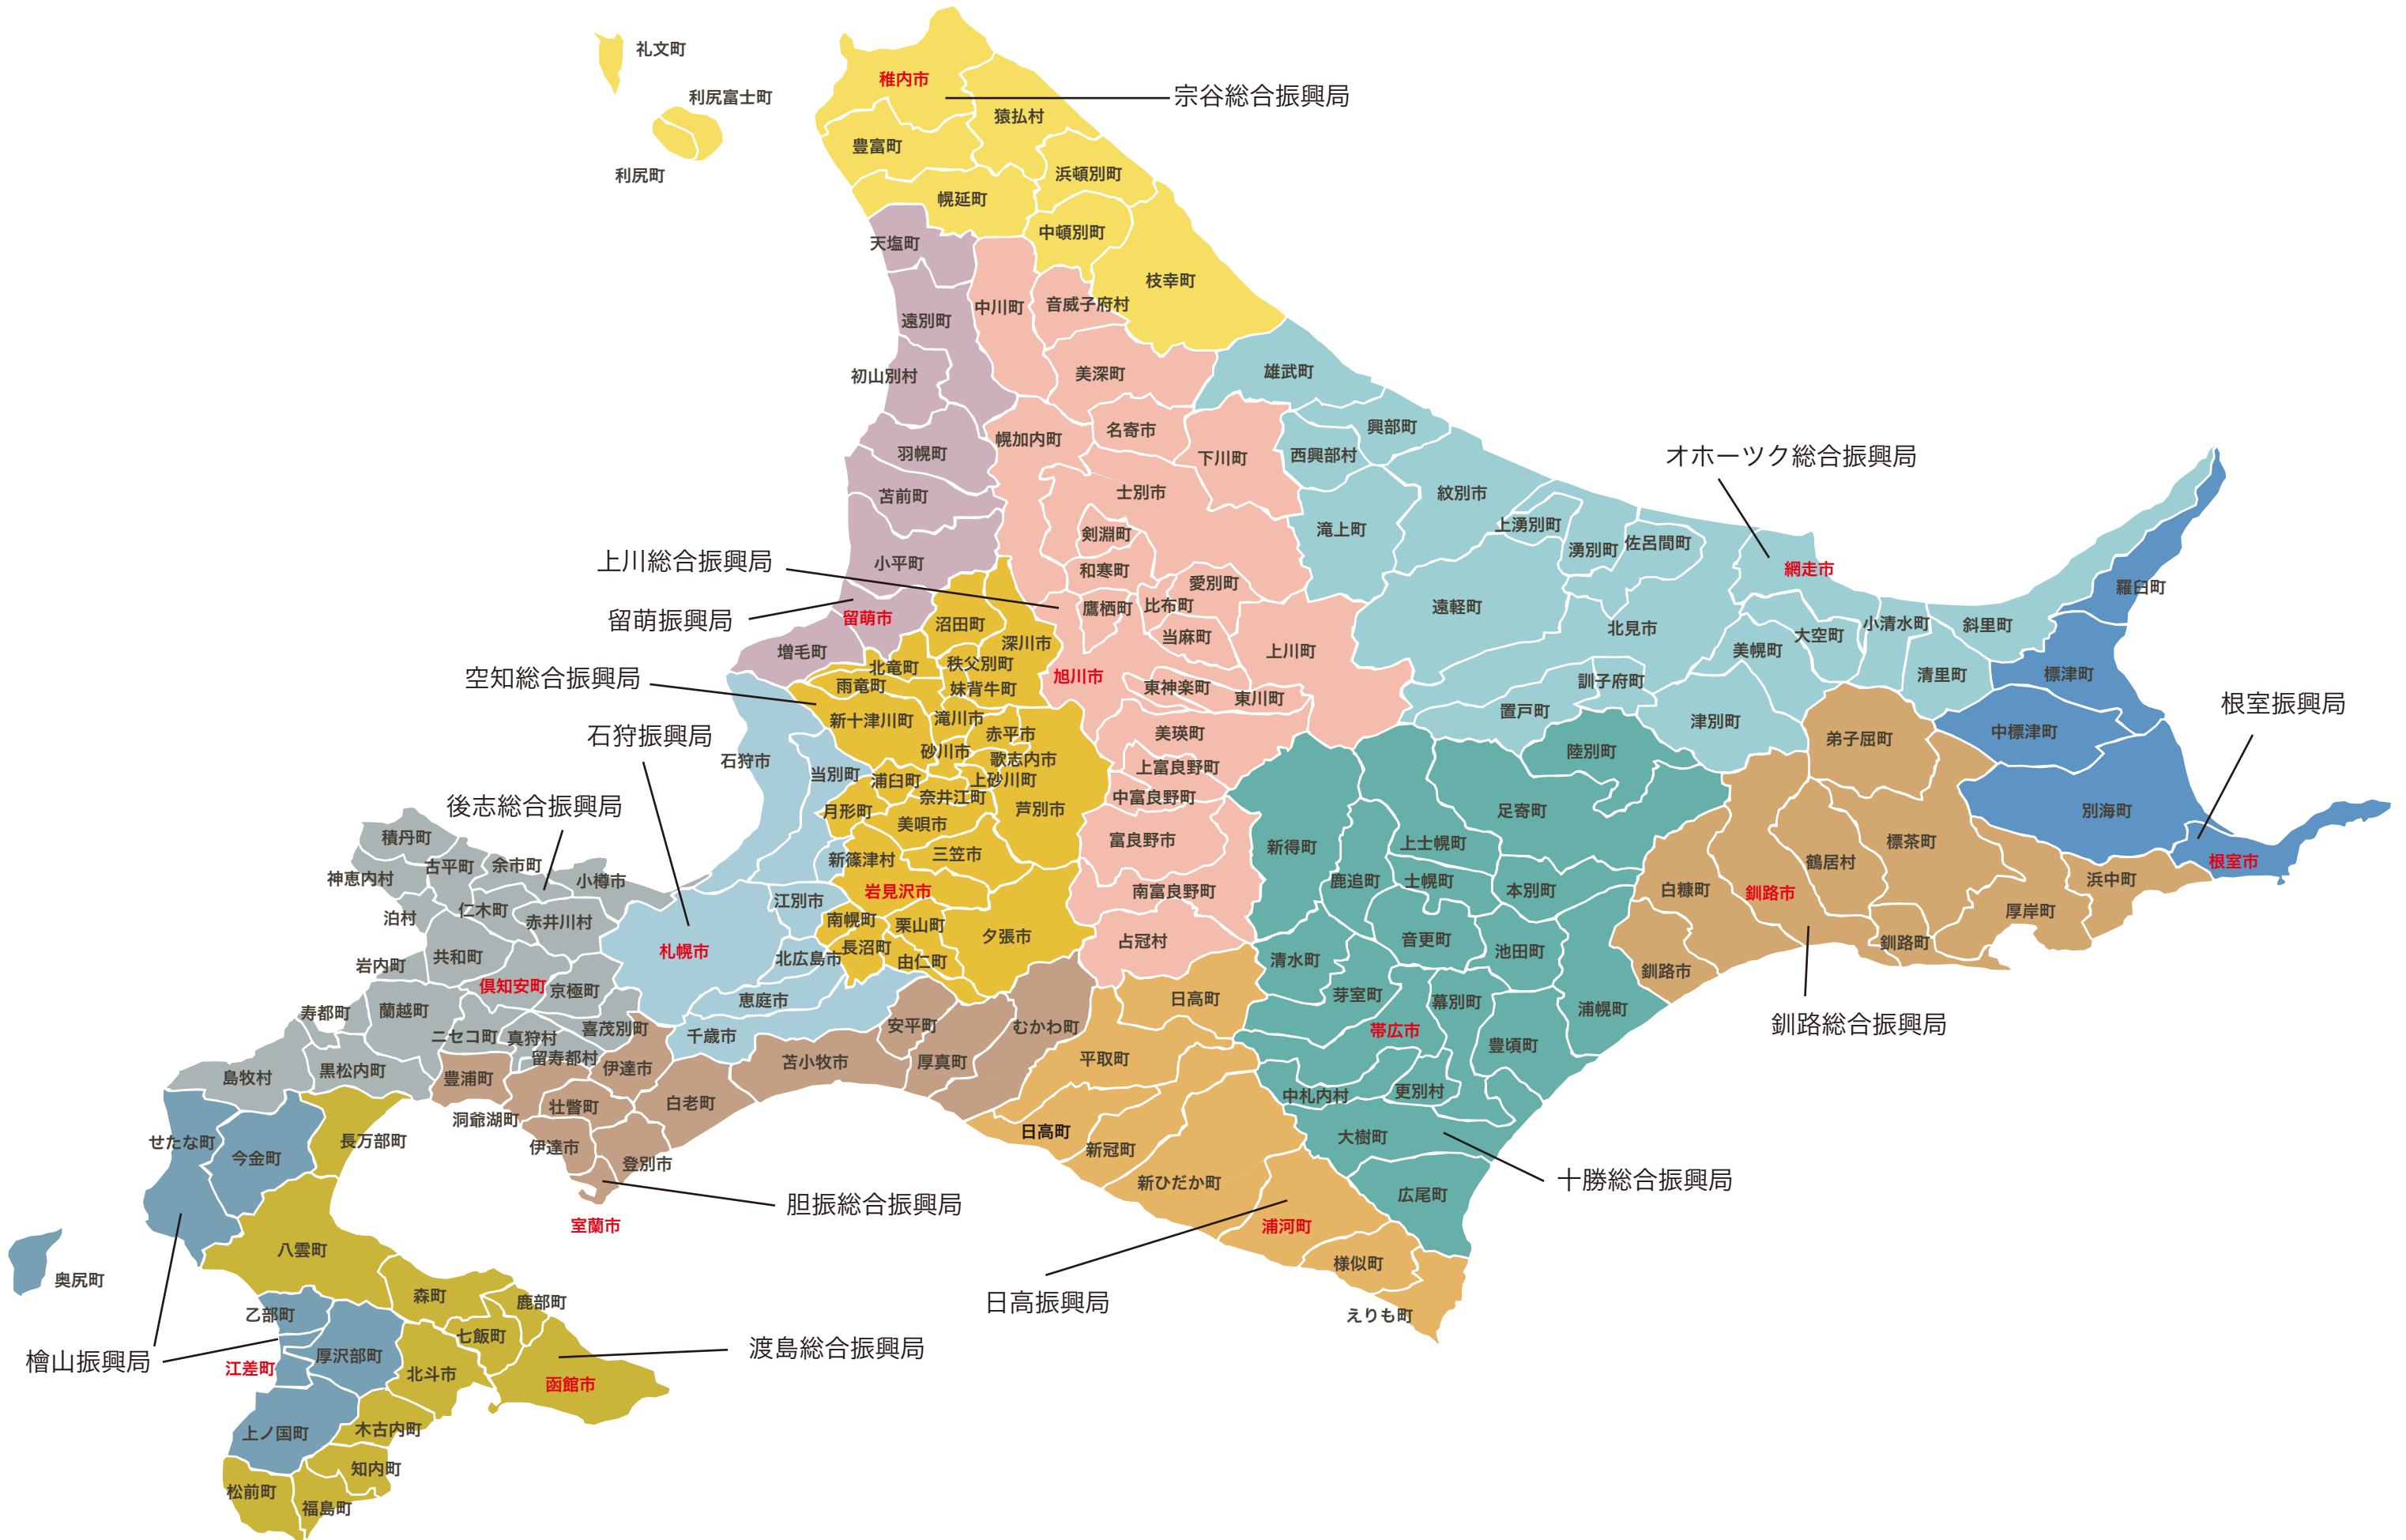 礼文町
稚内市
利尻富士町
宗谷総合振興局
猿払村
豊富町
利尻町
浜頓別町
幌延町
中頓別町
天塩町
枝幸町
音威子府村
中川町
遠別町
雄武町
美深町
初山別村
興部町
名寄市
幌加内町
羽幌町
西興部村
下川町
オホーツク総合振興局
士別市
紋別市
苫前町
上湧別町
滝上町
剣淵町
佐呂間町
湧別町
上川総合振興局
小平町
網走市
和寒町
愛別町
羅臼町
遠軽町
比布町
鷹栖町
留萌振興局
留萌市
沼田町
小清水町
斜里町
北見市
大空町
当麻町
深川市
増毛町
上川町
美幌町
秩父別町
北竜町
空知総合振興局
旭川市
標津町
清里町
訓子府町
雨竜町
妹背牛町
東神楽町
東川町
根室振興局
置戸町
新十津川町
滝川市
津別町
中標津町
石狩振興局
赤平市
美瑛町
弟子屈町
砂川市
陸別町
石狩市
歌志内市
上富良野町
当別町
浦臼町
上砂川町
奈井江町
中富良野町
後志総合振興局
芦別市
月形町
足寄町
別海町
美唄市
積丹町
富良野市
上士幌町
標茶町
新得町
三笠市
新篠津村
鶴居村
根室市
古平町
余市町
神恵内村
小樽市
鹿追町
士幌町
浜中町
岩見沢市
南富良野町
本別町
白糠町
釧路市
江別市
仁木町
泊村
赤井川村
南幌町
栗山町
厚岸町
夕張市
占冠村
音更町
釧路町
札幌市
長沼町
池田町
共和町
北広島市
由仁町
清水町
岩内町
釧路市
倶知安町
京極町
芽室町
恵庭市
日高町
幕別町
浦幌町
蘭越町
寿都町
釧路総合振興局
安平町
むかわ町
喜茂別町
帯広市
ニセコ町
真狩村
千歳市
豊頃町
留寿都村
平取町
苫小牧市
厚真町
伊達市
黒松内町
島牧村
豊浦町
更別村
中札内村
白老町
壮瞥町
洞爺湖町
日高町
大樹町
せたな町
長万部町
伊達市
新冠町
今金町
登別市
十勝総合振興局
新ひだか町
広尾町
胆振総合振興局
室蘭市
浦河町
八雲町
様似町
奥尻町
森町
鹿部町
日高振興局
乙部町
えりも町
七飯町
渡島総合振興局
厚沢部町
檜山振興局
江差町
北斗市
函館市
木古内町
上ノ国町
知内町
松前町
福島町